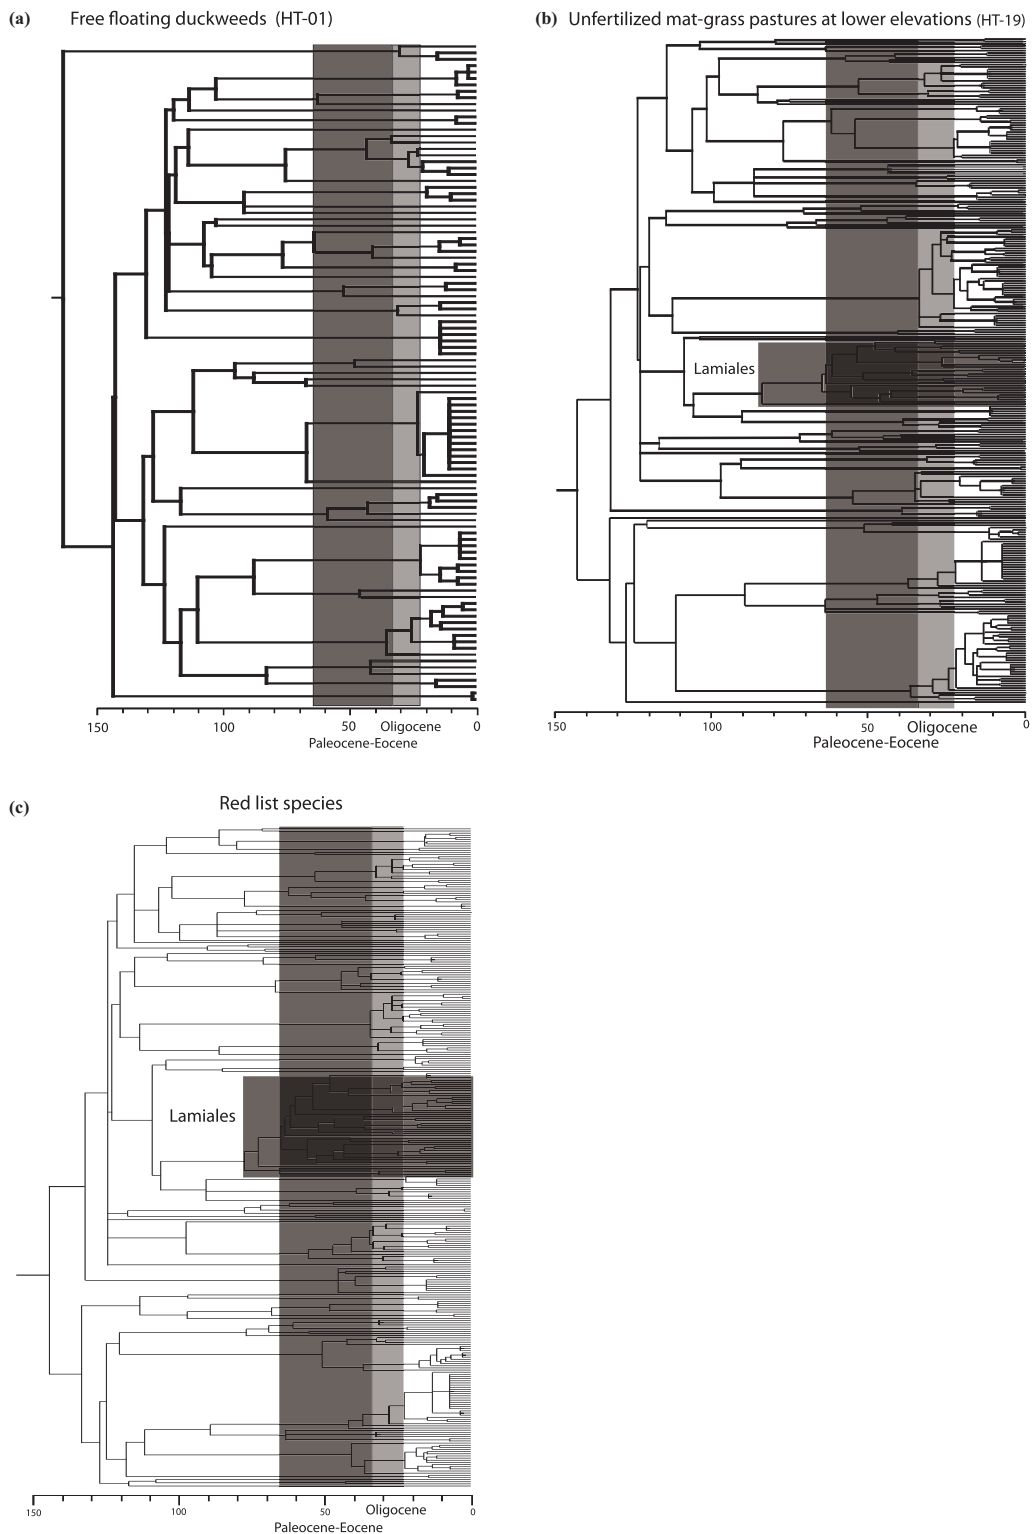 (a) Free floating duckweeds (HT-01)
150 100 50 Oligocene 0
Paleocene-Eocene
(b) Unfertilized mat-grass pastures at lower elevations (HT-19)
Lamiales
150 100 50 Oligocene 0
Paleocene-Eocene
(c) Red list species
Lamiales
150 100 50 Oligocene 0
Paleocene-Eocene